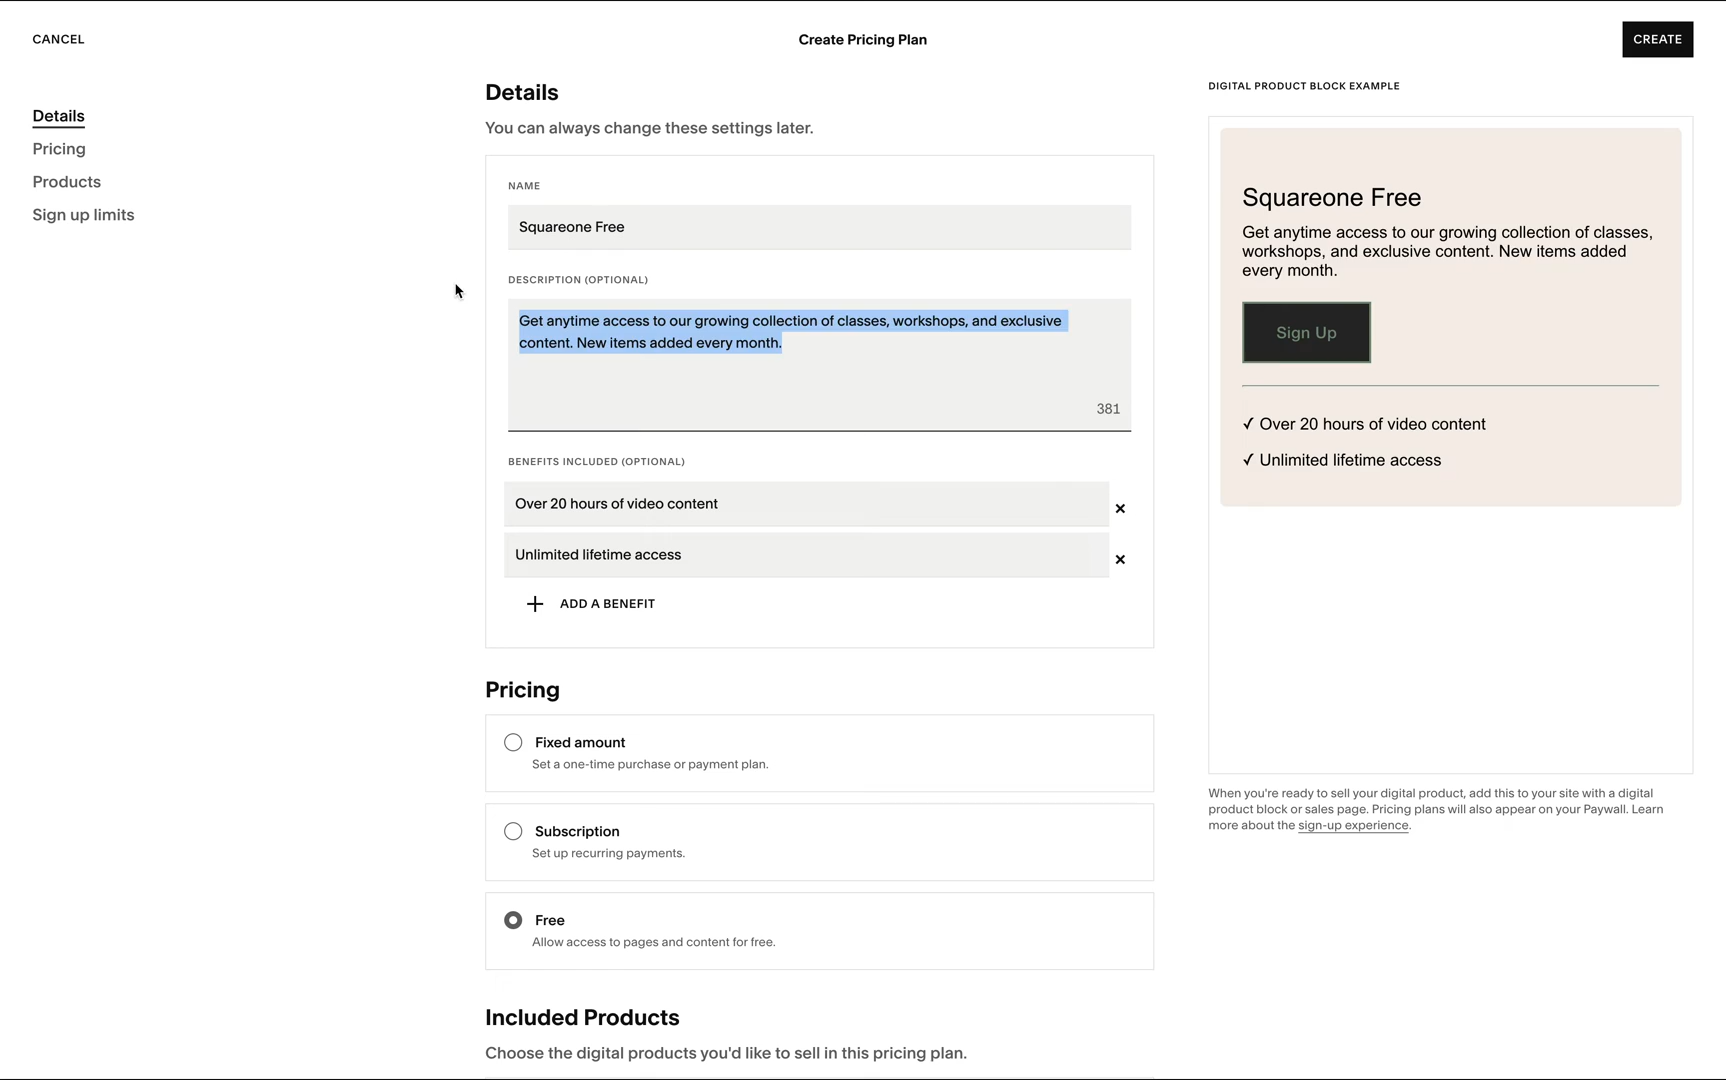 CANCEL
Create Pricing Plan
CREATE
Details
Pricing
Products
Sign up limits
Details
You can always change these settings later.
NAME
Squareone Free
DESCRIPTION (OPTIONAL)
Get anytime access to our growing collection of classes, workshops, and exclusive
content. New items added every month.
381
BENEFITS INCLUDED (OPTIONAL)
Over 20 hours of video content
Unlimited lifetime access
ADD A BENEFIT
Pricing
Fixed amount
Set a one-time purchase or payment plan.
Subscription
Set up recurring payments.
Free
Allow access to pages and content for free.
Included Products
Choose the digital products you'd like to sell in this pricing plan.
DIGITAL PRODUCT BLOCK EXAMPLE
Squareone Free
Get anytime access to our growing collection of classes,
workshops, and exclusive content. New items added
every month.
Sign Up
✓ Over 20 hours of video content
✓ Unlimited lifetime access
When you're ready to sell your digital product, add this to your site with a digital
product block or sales page. Pricing plans will also appear on your Paywall. Learn
more about the sign-up experience.